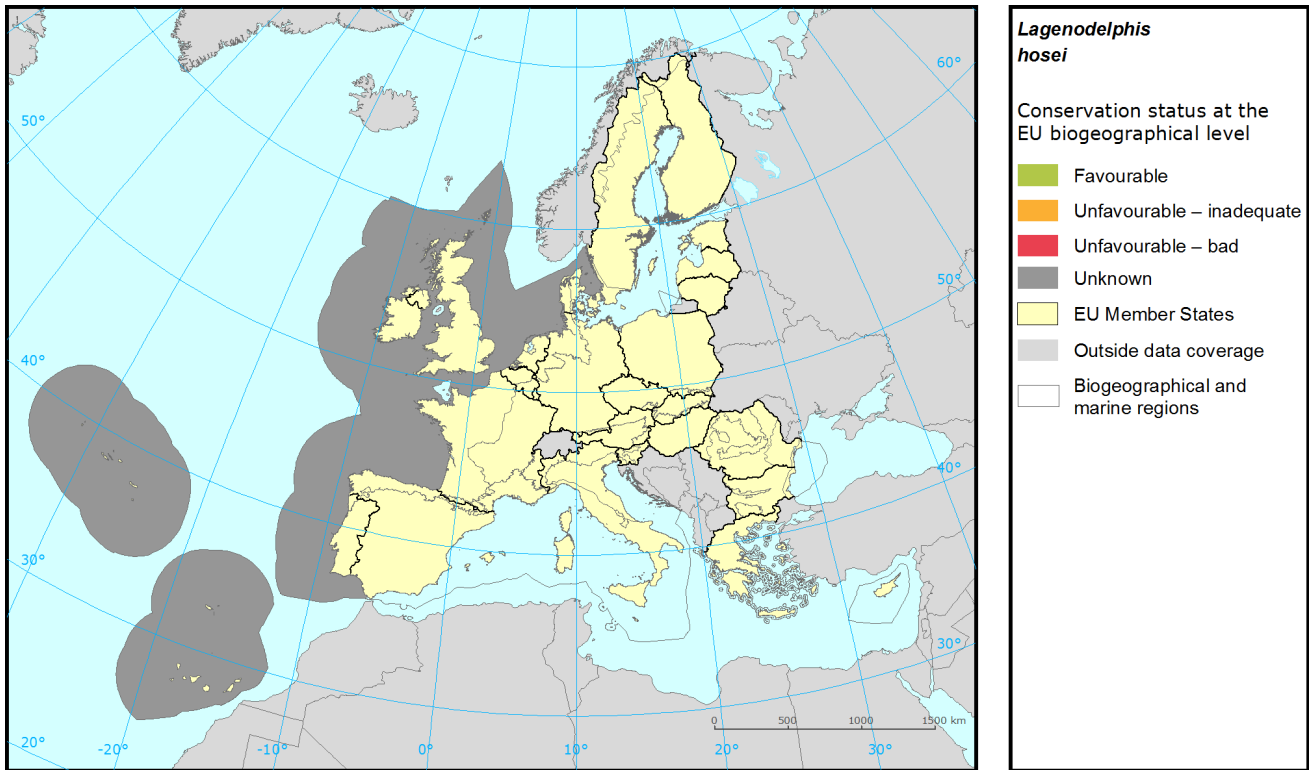 Lagenodelphis
hosei
Conservation status at the
EU biogeographical level
Favourable
Unfavourable – inadequate
Unfavourable – bad
Unknown
EU Member States
Outside data coverage
Biogeographical and
marine regions
60°
50°
50°
40°
40°
30°
30°
20°
-20°
-10°
0°
10°
20°
30°
0 500 1000 1500 km